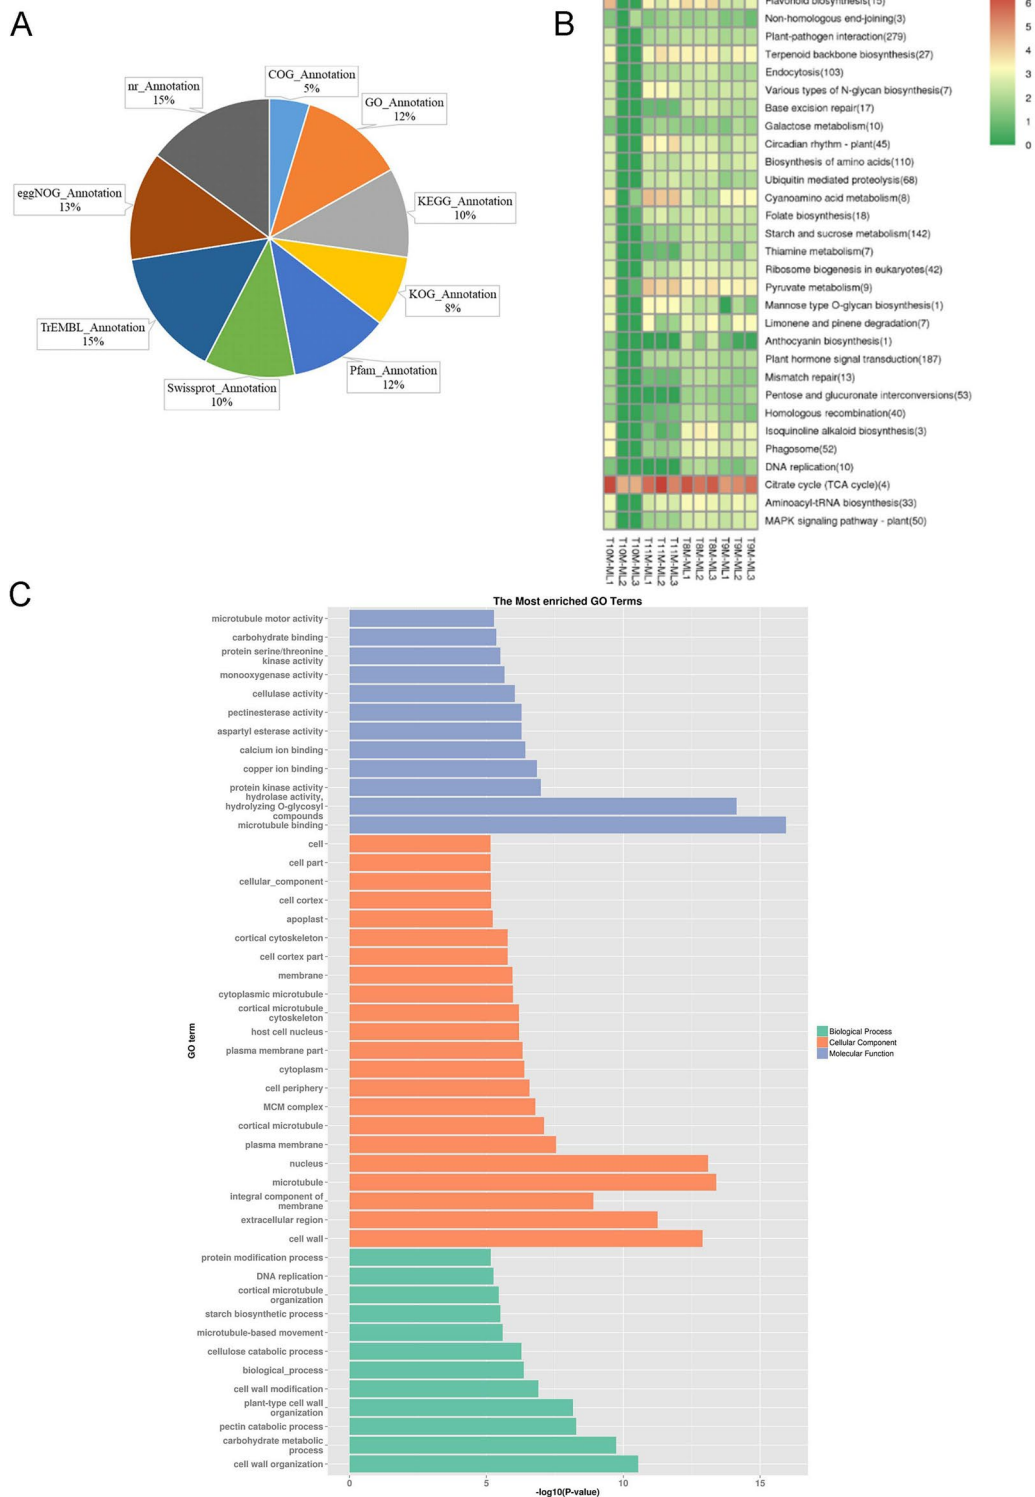 A
COG_Annotation
5%
GO_Annotation
12%
KEGG_Annotation
10%
KOG_Annotation
8%
Pfam_Annotation
12%
Swissprot_Annotation
10%
TrEMBL_Annotation
15%
eggNOG_Annotation
13%
nr_Annotation
15%
B
Flavonoid biosynthesis(15)
Non-homologous end-joining(3)
Plant-pathogen interaction(279)
Terpenoid backbone biosynthesis(27)
Endocytosis(103)
Various types of N-glycan biosynthesis(7)
Base excision repair(17)
Galactose metabolism(10)
Circadian rhythm - plant(45)
Biosynthesis of amino acids(110)
Ubiquitin mediated proteolysis(68)
Cyanoamino acid metabolism(8)
Folate biosynthesis(18)
Starch and sucrose metabolism(142)
Thiamine metabolism(7)
Ribosome biogenesis in eukaryotes(42)
Pyruvate metabolism(9)
Mannose type O-glycan biosynthesis(1)
Limonene and pinene degradation(7)
Anthocyanin biosynthesis(1)
Plant hormone signal transduction(187)
Mismatch repair(13)
Pentose and glucuronate interconversions(53)
Homologous recombination(40)
Isoquinoline alkaloid biosynthesis(3)
Phagosome(52)
DNA replication(10)
Citrate cycle (TCA cycle)(4)
Aminoacyl-tRNA biosynthesis(33)
MAPK signaling pathway - plant(50)
6
5
4
3
2
1
0
T10M-ML1
T10M-ML2
T10M-ML3
T11M-ML1
T11M-ML2
T11M-ML3
T8M-ML1
T8M-ML2
T8M-ML3
T9M-ML1
T9M-ML2
T9M-ML3
C
The Most enriched GO Terms
microtubule motor activity
carbohydrate binding
protein serine/threonine
kinase activity
monooxygenase activity
cellulase activity
pectinesterase activity
aspartyl esterase activity
calcium ion binding
copper ion binding
protein kinase activity
hydrolase activity,
hydrolyzing O-glycosyl
compounds
microtubule binding
cell
cell part
cellular_component
cell cortex
apoplast
cortical cytoskeleton
cell cortex part
membrane
cytoplasmic microtubule
cortical microtubule
cytoskeleton
host cell nucleus
plasma membrane part
cytoplasm
cell periphery
MCM complex
cortical microtubule
plasma membrane
nucleus
microtubule
integral component of
membrane
extracellular region
cell wall
protein modification process
DNA replication
cortical microtubule
organization
starch biosynthetic process
microtubule-based movement
cellulose catabolic process
biological_process
cell wall modification
plant-type cell wall
organization
pectin catabolic process
carbohydrate metabolic
process
cell wall organization
GO term
0
5
10
15
-log10(P-value)
Biological Process
Cellular Component
Molecular Function